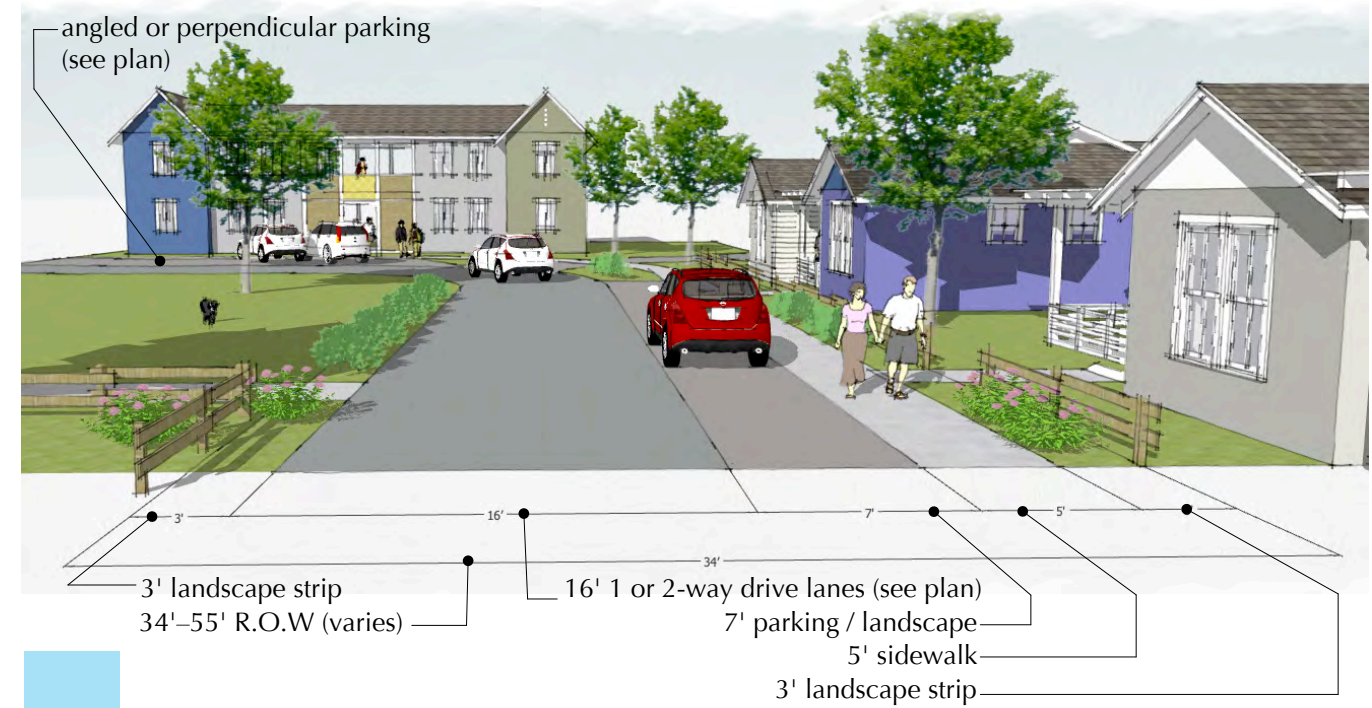 angled or perpendicular parking
(see plan)
3'
16'
7'
5'
34'
3' landscape strip
16' 1 or 2-way drive lanes (see plan)
34'–55' R.O.W (varies)
7' parking / landscape
5' sidewalk
3' landscape strip